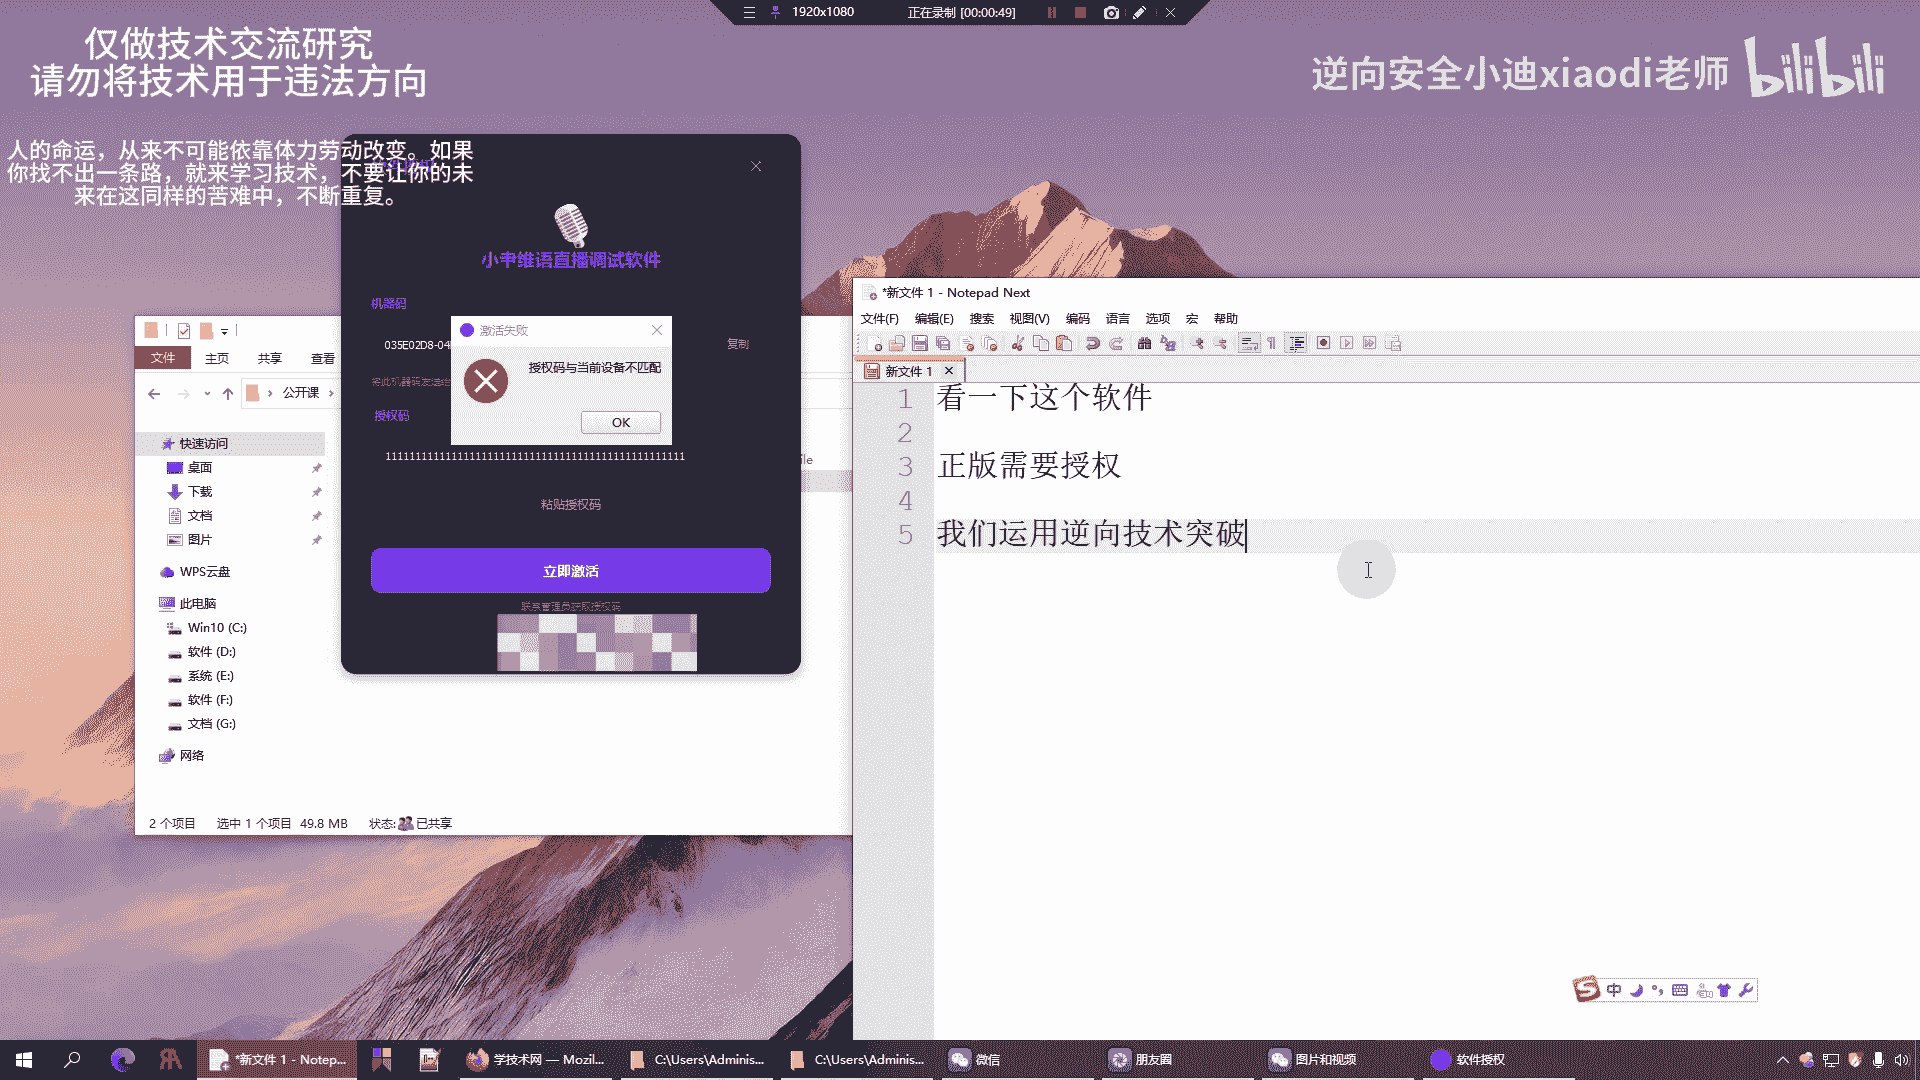 1920x1080
正在录制 [00:00:49]
仅做技术交流研究
请勿将技术用于违法方向
逆向安全小迪xiaodi老师
bilibili
人的命运，从来不可能依靠体力劳动改变。如果
你找不出一条路，就来学习技术，不要让你的未
来在这同样的苦难中，不断重复。
直播调试软件
机器码
035E02D8-04
复制
授权码
激活失败
授权码与当前设备不匹配
OK
11111111111111111111111111111111111111111111111111
粘贴授权码
立即激活
联系管理员获取授权码
文件
主页
共享
查看
公开课
快速访问
桌面
下载
文档
图片
WPS云盘
此电脑
Win10 (C:)
软件 (D:)
系统 (E:)
软件 (F:)
文档 (G:)
网络
2 个项目
选中 1 个项目 49.8 MB
状态: 已共享
*新文件 1 - Notepad Next
文件(F) 编辑(E) 搜索 视图(V) 编码 语言 选项 宏 帮助
新文件 1
1 看一下这个软件
2
3 正版需要授权
4
5 我们运用逆向技术突破
中
*新文件 1 - Notep...
学技术网 — Mozil...
C:\Users\Adminis...
C:\Users\Adminis...
微信
朋友圈
图片和视频
软件授权